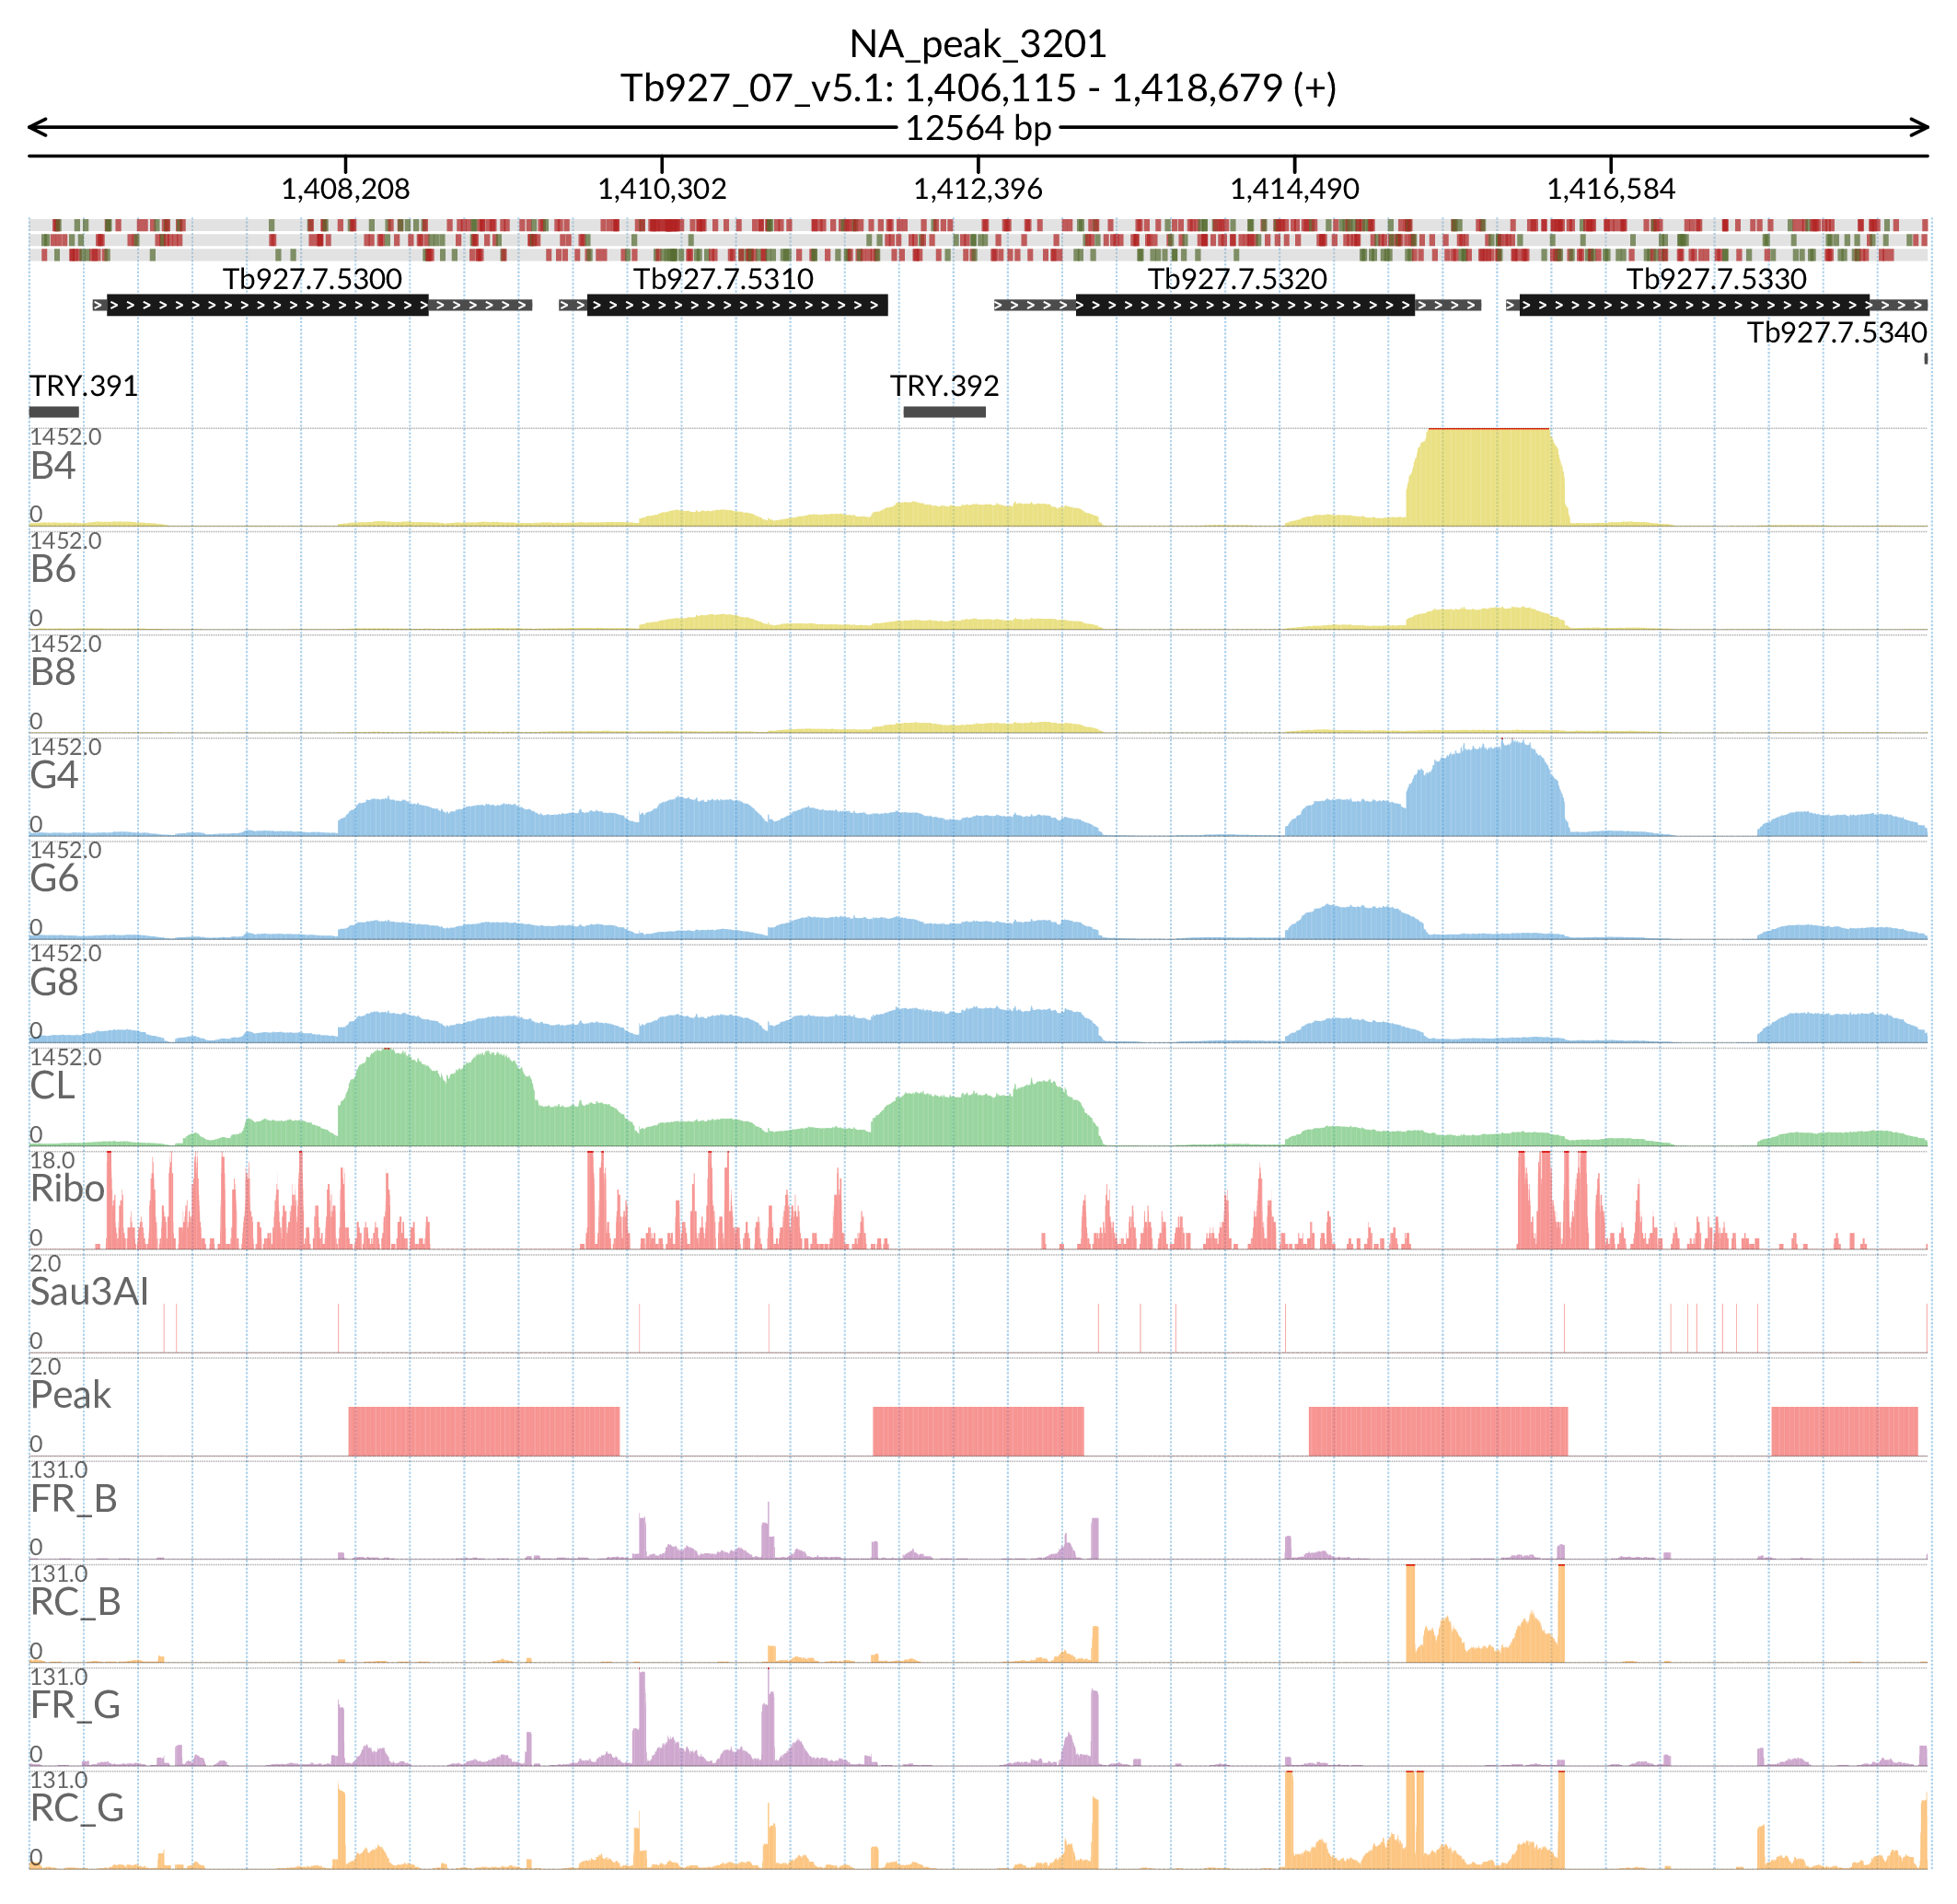 NA_peak_3201
Tb927_07_v5.1: 1,406,115 - 1,418,679 (+)
12564 bp
1,408,208 1,410,302 1,412,396 1,414,490 1,416,584
Tb927.7.5300 Tb927.7.5310 Tb927.7.5320 Tb927.7.5330
Tb927.7.5340
TRY.391 TRY.392
1452.0
B4
0
1452.0
B6
0
1452.0
B8
0
1452.0
G4
0
1452.0
G6
0
1452.0
G8
0
1452.0
CL
0
18.0
Ribo
0
2.0
Sau3AI
0
2.0
Peak
0
131.0
FR_B
0
131.0
RC_B
0
131.0
FR_G
0
131.0
RC_G
0